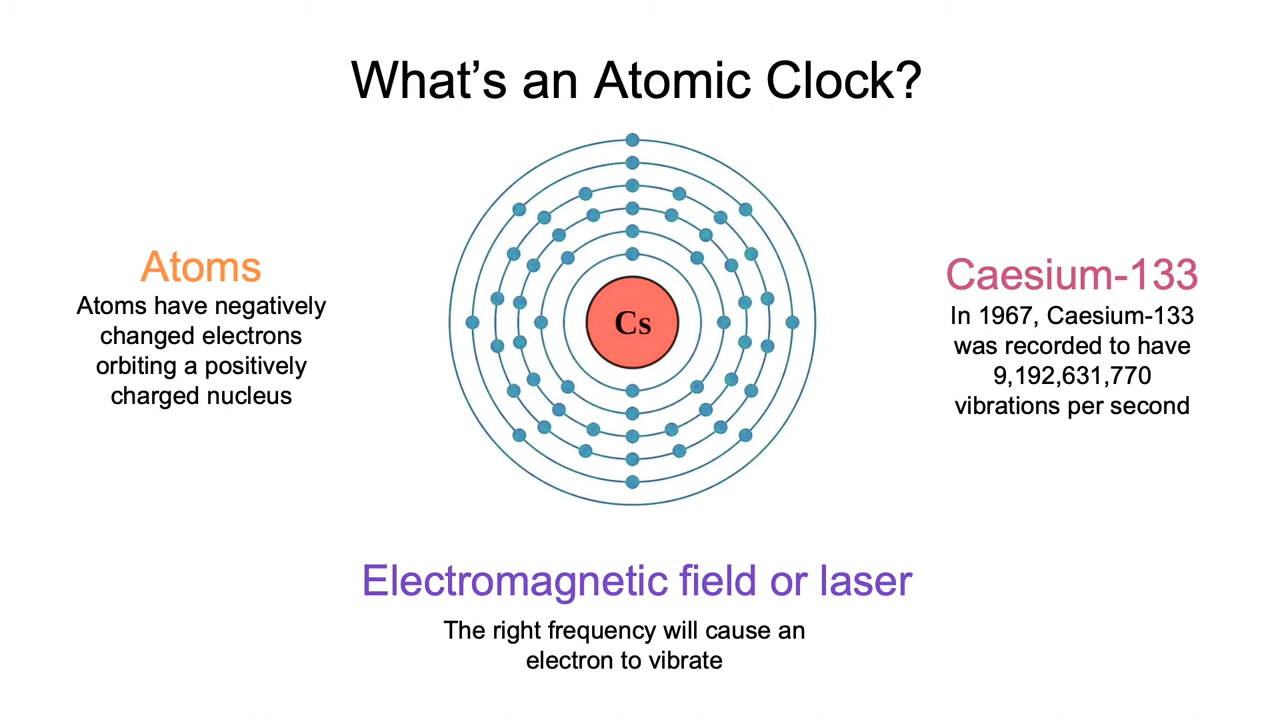 What’s an Atomic Clock?
Atoms
Atoms have negatively
changed electrons
orbiting a positively
charged nucleus
Cs
Caesium-133
In 1967, Caesium-133
was recorded to have
9,192,631,770
vibrations per second
Electromagnetic field or laser
The right frequency will cause an
electron to vibrate